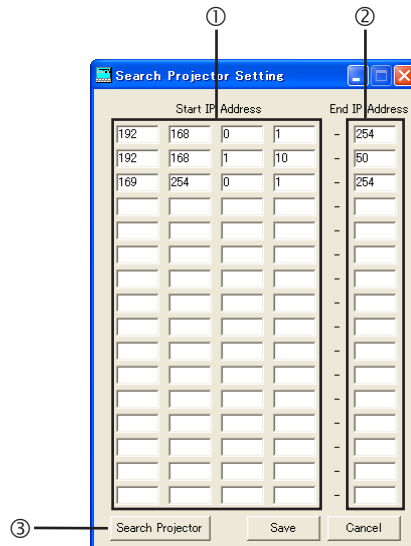 ① ②
Search Projector Setting
Start IP Address End IP Address
192 168 0 1 - 254
192 168 1 10 - 50
169 254 0 1 - 254
-
-
-
-
-
-
-
-
-
-
-
-
-
③ Search Projector Save Cancel